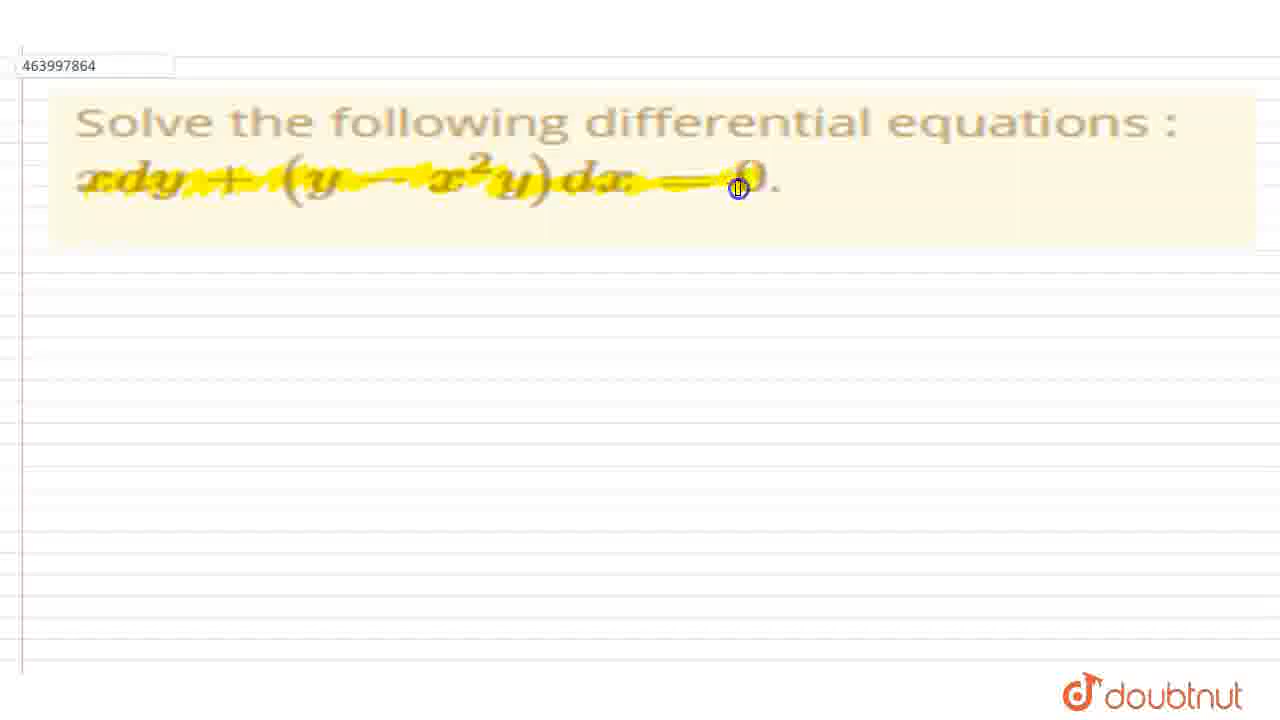 463997864
Solve the following differential equations :
xdy + (y − x²y)dx = 0.
doubtnut